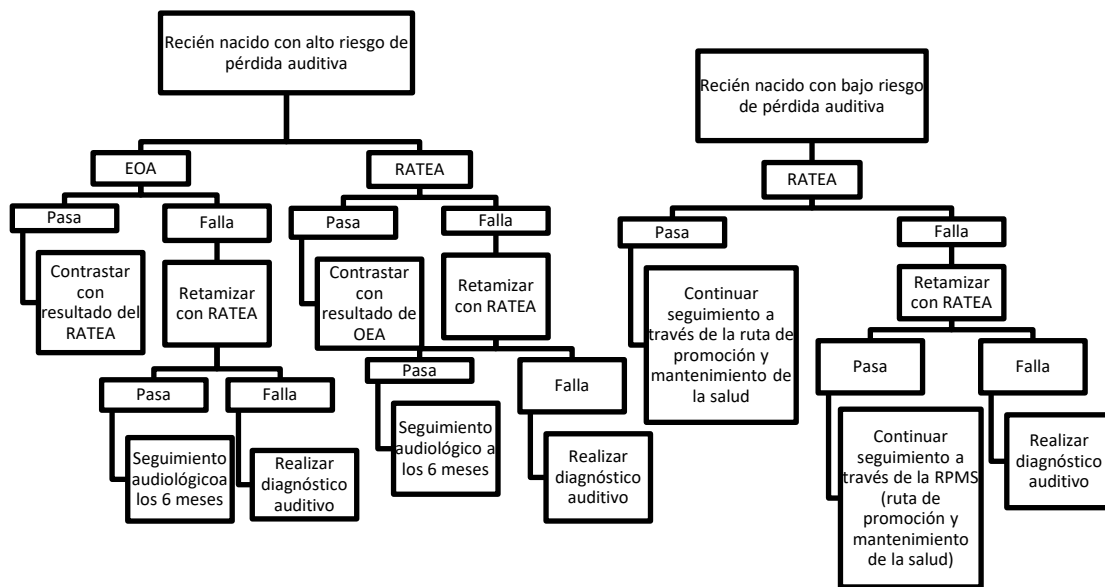 Recién nacido con alto riesgo de
pérdida auditiva
EOA
Pasa
Contrastar
con
resultado del
RATEA
Falla
Retamizar
con RATEA
Pasa
Seguimiento
audiológicoa
los 6 meses
Falla
Realizar
diagnóstico
auditivo
RATEA
Pasa
Contrastar
con
resultado de
OEA
Falla
Retamizar
con RATEA
Pasa
Seguimiento
audiológico a
los 6 meses
Falla
Realizar
diagnóstico
auditivo
Recién nacido con bajo riesgo
de pérdida auditiva
RATEA
Pasa
Continuar
seguimiento a
través de la ruta de
promoción y
mantenimiento de
la salud
Falla
Retamizar
con RATEA
Pasa
Continuar
seguimiento a
través de la RPMS
(ruta de
promoción y
mantenimiento
de la salud)
Falla
Realizar
diagnóstico
auditivo